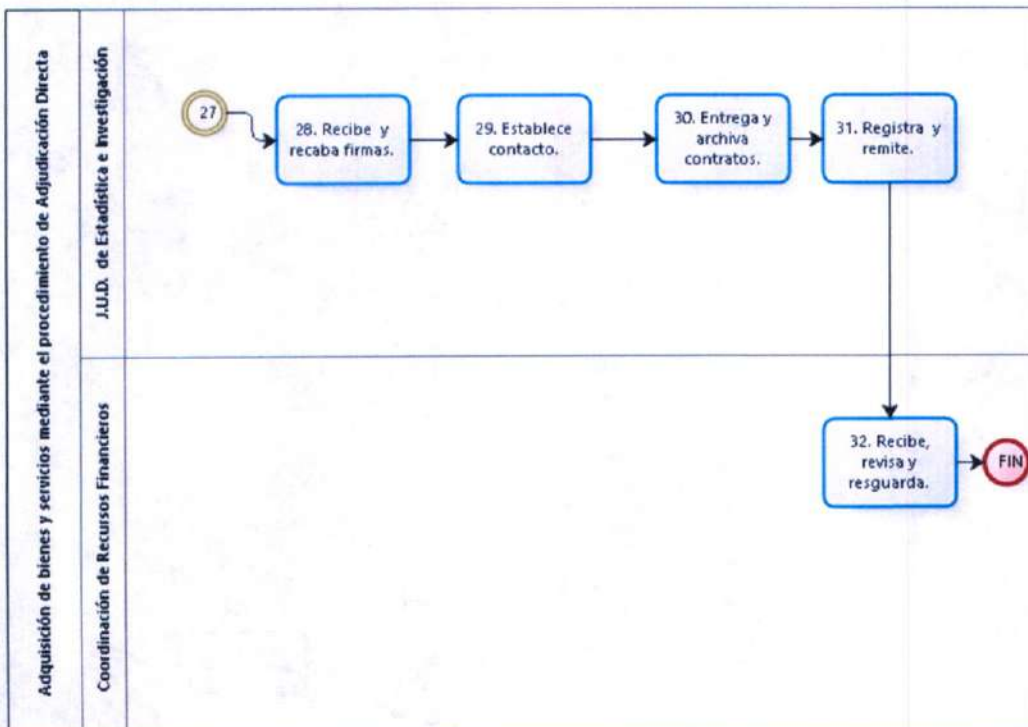 Adquisición de bienes y servicios mediante el procedimiento de Adjudicación Directa
J.U.D. de Estadística e Investigación
27
28. Recibe y
recaba firmas.
29. Establece
contacto.
30. Entrega y
archiva
contratos.
31. Registra y
remite.
Coordinación de Recursos Financieros
32. Recibe,
revisa y
resguarda.
FIN